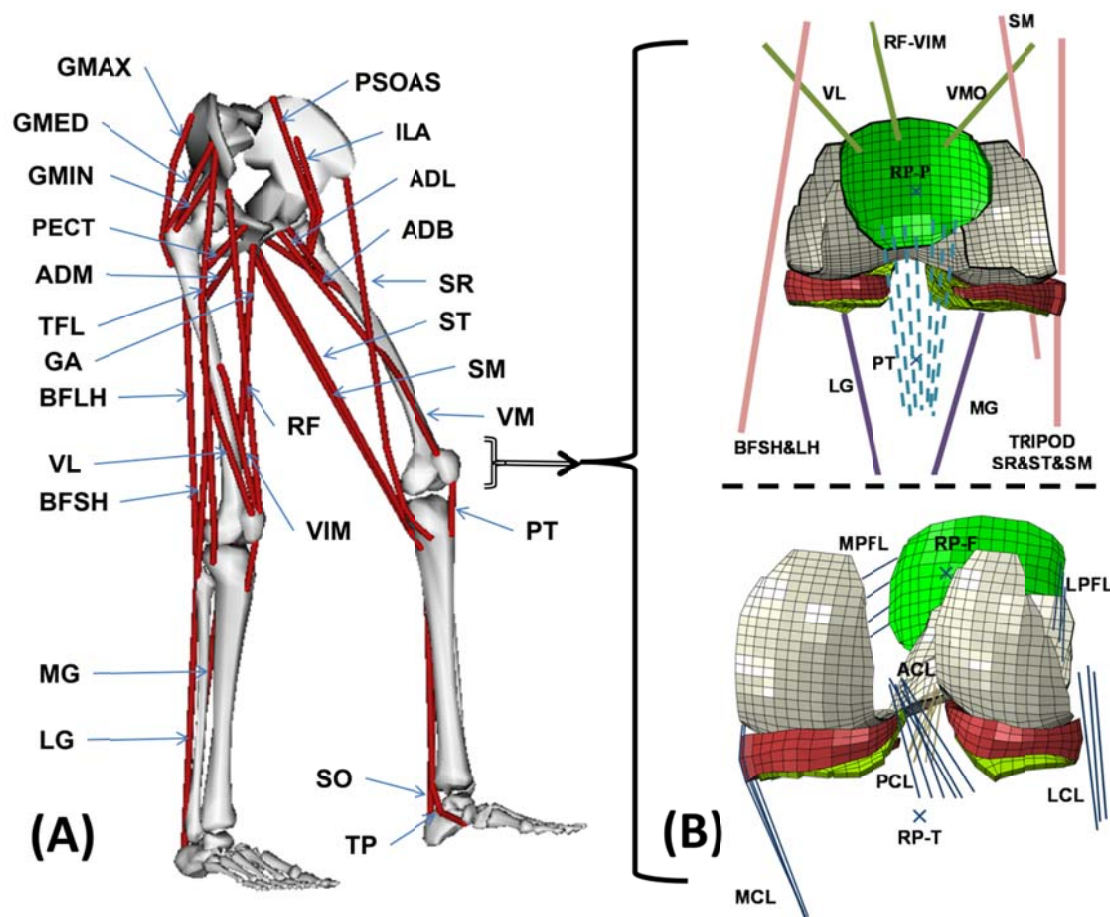 GMAX
GMED
GMIN
PECT
ADM
TFL
GA
BFLH
VL
BFSH
MG
LG
(A)
PSOAS
ILA
ADL
ADB
SR
ST
SM
VM
RF
VIM
PT
SO
TP
SM
RF-VIM
VL
VMO
RP-P
PT
LG
MG
BFSH&LH
TRIPOD
SR&ST&SM
MPFL
RP-F
LPFL
ACL
PCL
LCL
RP-T
MCL
(B)